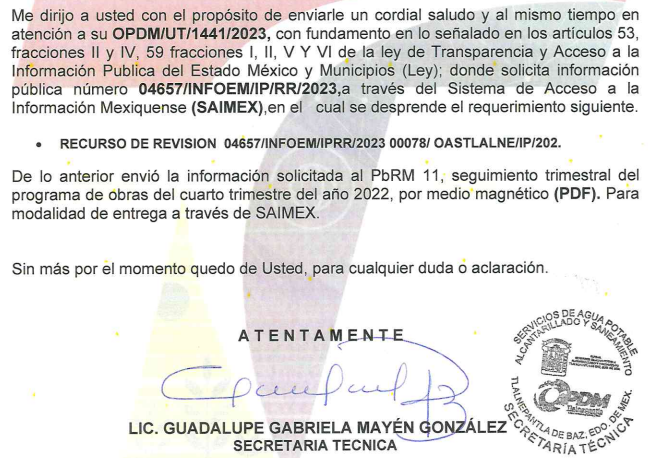 Me dirijo a usted con el propósito de enviarle un cordial saludo y al mismo tiempo en
atención a su OPDM/UT/1441/2023, con fundamento en lo señalado en los artículos 53,
fracciones II y IV, 59 fracciones I, II, V Y VI de la ley de Transparencia y Acceso a la
Información Publica del Estado México y Municipios (Ley); donde solicita información
pública número 04657/INFOEM/IP/RR/2023,a través del Sistema de Acceso a la
Información Mexiquense (SAIMEX),en el cual se desprende el requerimiento siguiente.
• RECURSO DE REVISION 04657/INFOEM/IPRR/2023 00078/ OASTLALNE/IP/202.
De lo anterior envió la información solicitada al PbRM 11, seguimiento trimestral del
programa de obras del cuarto trimestre del año 2022, por medio magnético (PDF). Para
modalidad de entrega a través de SAIMEX.
Sin más por el momento quedo de Usted, para cualquier duda o aclaración.
A T E N T A M E N T E
LIC. GUADALUPE GABRIELA MAYÉN GONZÁLEZ
SECRETARIA TECNICA
SERVICIOS DE AGUA POTABLE
ALCANTARILLADO Y SANEAMIENTO
OPDM
Tlalnepantla
TLALNEPANTLA DE BAZ, EDO. DE MEX.
SECRETARÍA TÉCNICA